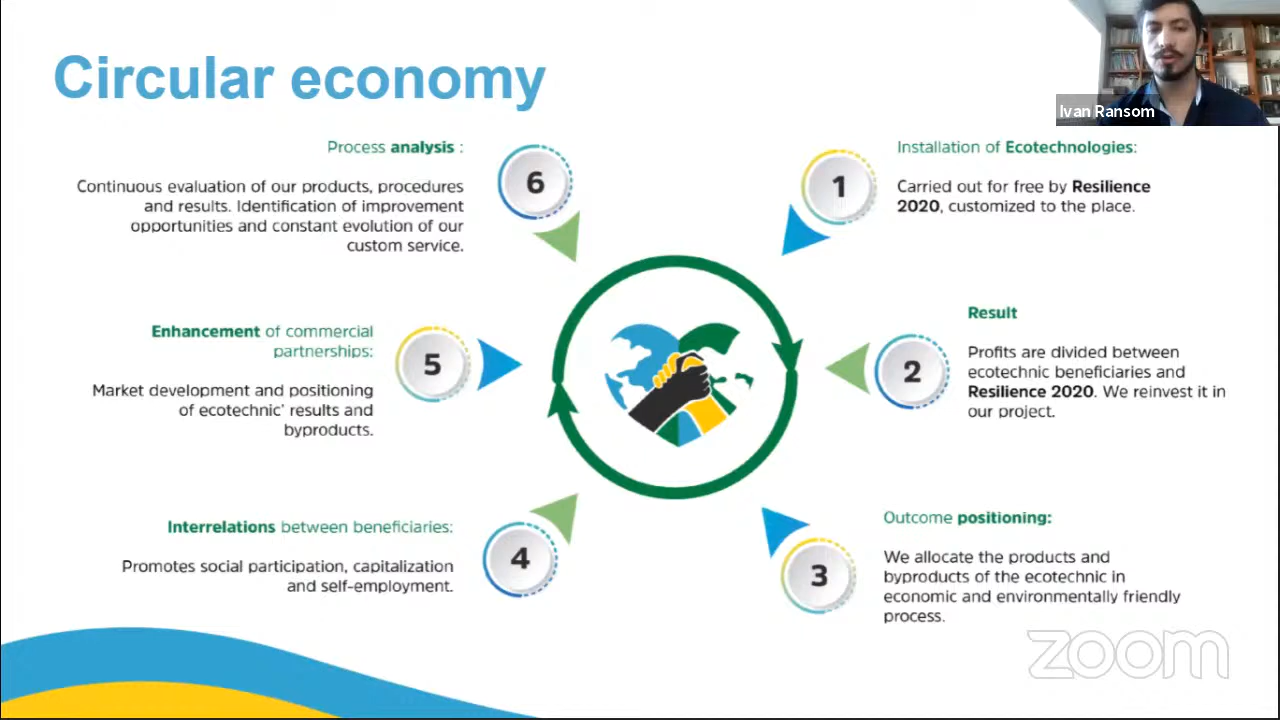 Circular economy
Ivan Ransom
Process analysis :
6
Continuous evaluation of our products, procedures
and results. Identification of improvement
opportunities and constant evolution of our
custom service.
1
Installation of Ecotechnologies:
Carried out for free by Resilience
2020, customized to the place.
Enhancement of commercial
partnerships:
5
Market development and positioning
of ecotechnic' results and
byproducts.
2
Result
Profits are divided between
ecotechnic beneficiaries and
Resilience 2020. We reinvest it in
our project.
Interrelations between beneficiaries:
4
Promotes social participation, capitalization
and self-employment.
3
Outcome positioning:
We allocate the products and
byproducts of the ecotechnic in
economic and environmentally friendly
process.
zoom